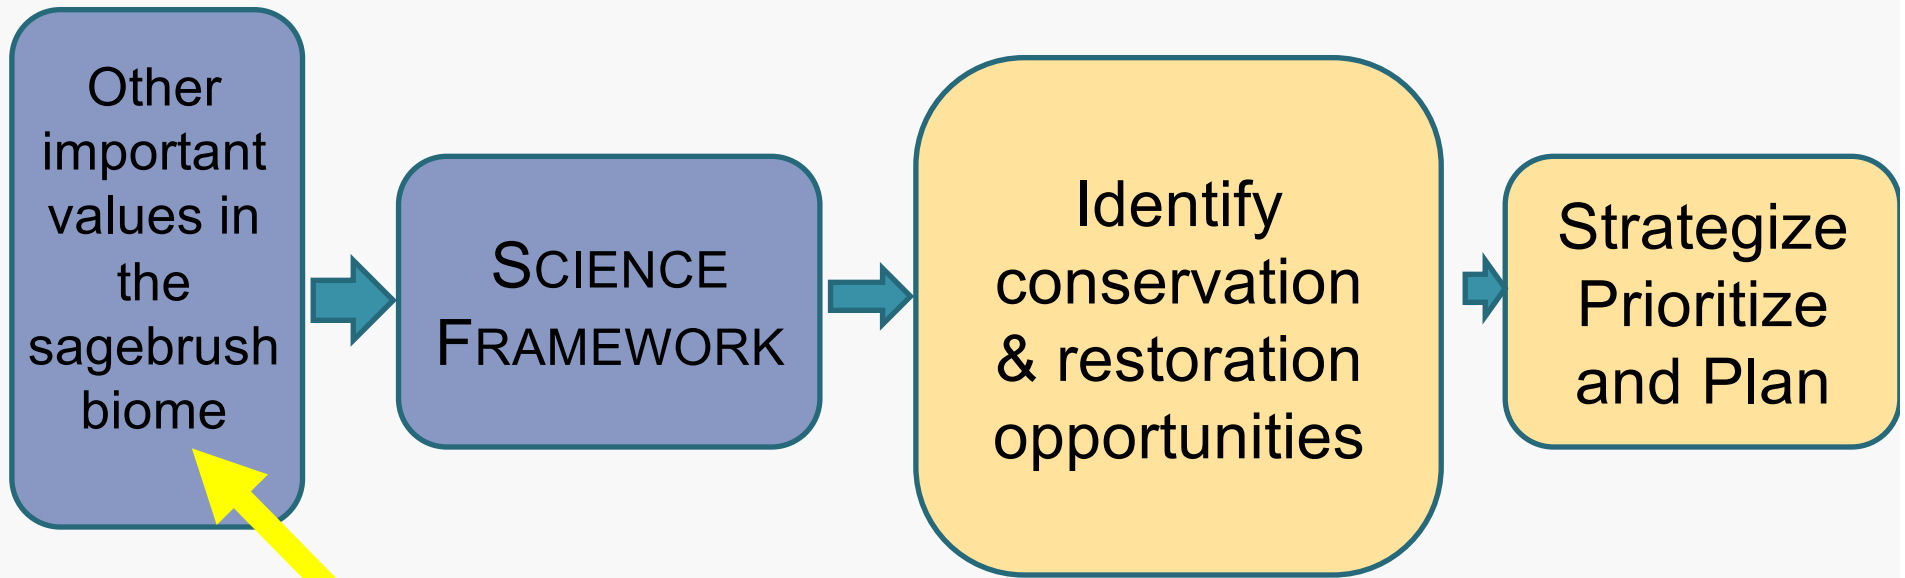 Other
important
values in
the
sagebrush
biome
SCIENCE
FRAMEWORK
Identify
conservation
& restoration
opportunities
Strategize
Prioritize
and Plan